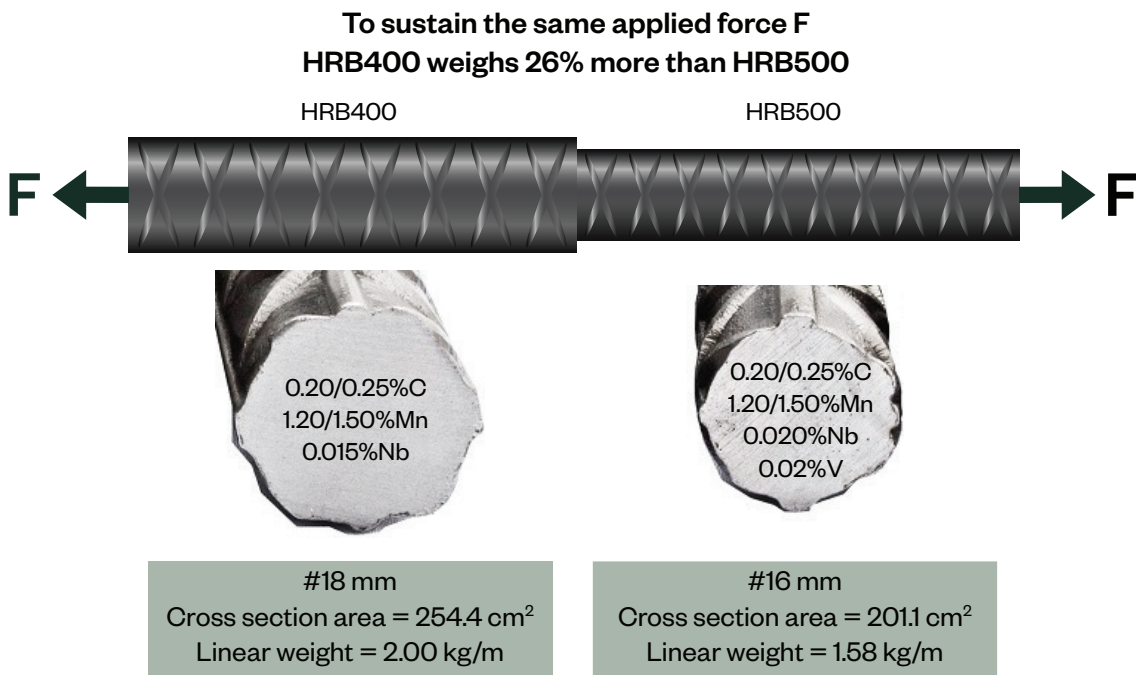 To sustain the same applied force F
HRB400 weighs 26% more than HRB500
HRB400
HRB500
F
F
0.20/0.25%C
1.20/1.50%Mn
0.015%Nb
0.20/0.25%C
1.20/1.50%Mn
0.020%Nb
0.02%V
#18 mm
Cross section area = 254.4 cm²
Linear weight = 2.00 kg/m
#16 mm
Cross section area = 201.1 cm²
Linear weight = 1.58 kg/m